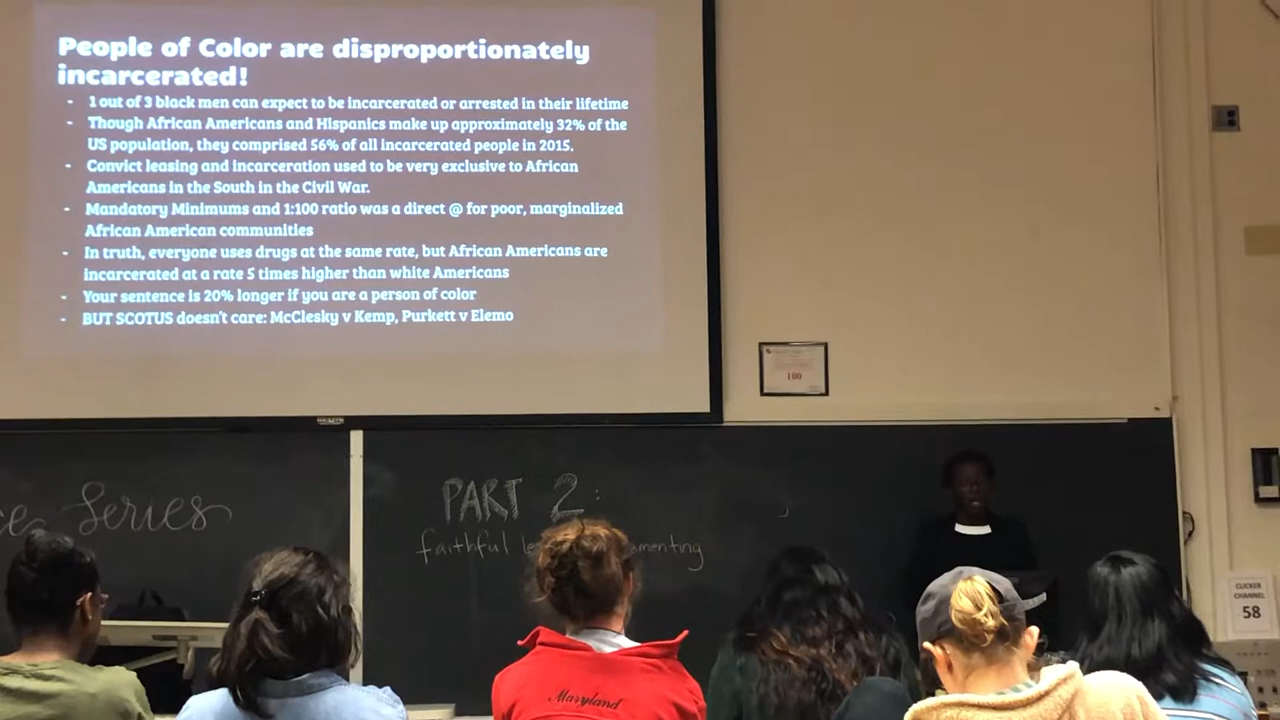 People of Color are disproportionately
incarcerated!
- 1 out of 3 black men can expect to be incarcerated or arrested in their lifetime
- Though African Americans and Hispanics make up approximately 32% of the
US population, they comprised 56% of all incarcerated people in 2015.
- Convict leasing and incarceration used to be very exclusive to African
Americans in the South in the Civil War.
- Mandatory Minimums and 1:100 ratio was a direct @ for poor, marginalized
African American communities
- In truth, everyone uses drugs at the same rate, but African Americans are
incarcerated at a rate 5 times higher than white Americans
- Your sentence is 20% longer if you are a person of color
- BUT SCOTUS doesn't care: McClesky v Kemp, Purkett v Elemo
100
Series
PART 2:
faithful
CLICKER
CHANNEL
58
Maryland